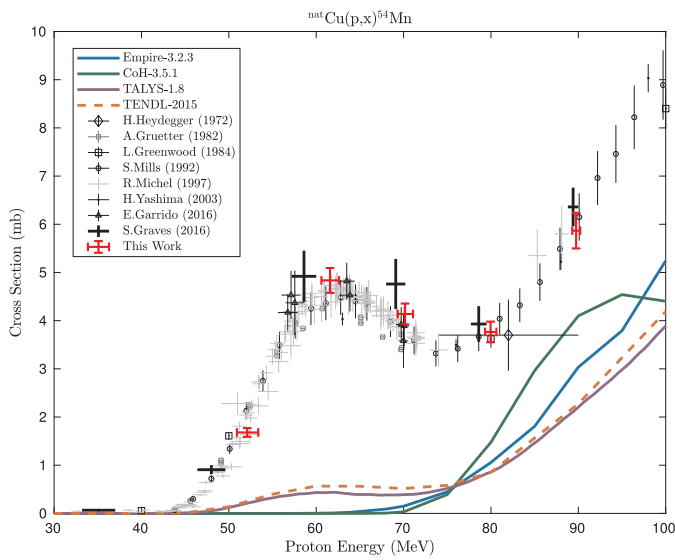 natCu(p,x)54Mn
Cross Section (mb)
10
9
8
7
6
5
4
3
2
1
0
Empire-3.2.3
CoH-3.5.1
TALYS-1.8
TENDL-2015
H.Heydegger (1972)
A.Gruetter (1982)
L.Greenwood (1984)
S.Mills (1992)
R.Michel (1997)
H.Yashima (2003)
E.Garrido (2016)
S.Graves (2016)
This Work
30 40 50 60 70 80 90 100
Proton Energy (MeV)